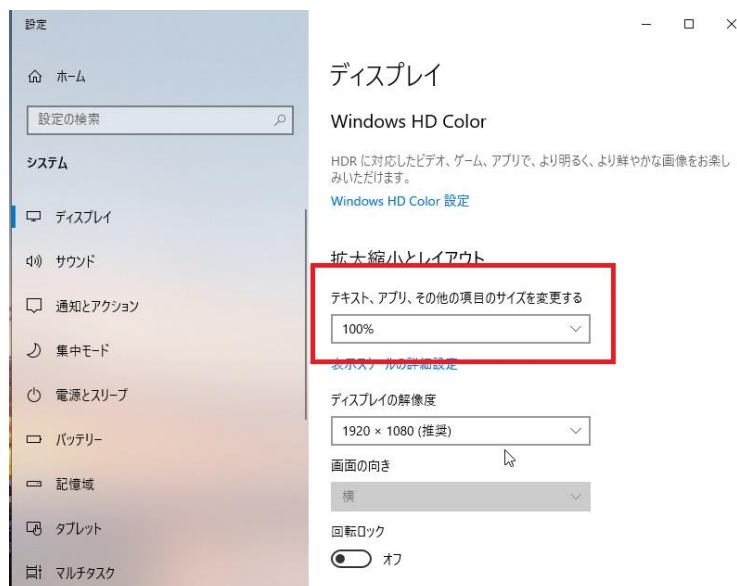 設定
ホーム
設定の検索
システム
ディスプレイ
サウンド
通知とアクション
集中モード
電源とスリープ
バッテリー
記憶域
タブレット
マルチタスク
ディスプレイ
Windows HD Color
HDR に対応したビデオ、ゲーム、アプリで、より明るく、より鮮やかな画像をお楽し
みいただけます。
Windows HD Color 設定
拡大縮小とレイアウト
テキスト、アプリ、その他の項目のサイズを変更する
100%
表示スケールの詳細設定
ディスプレイの解像度
1920 × 1080 (推奨)
画面の向き
横
回転ロック
オフ